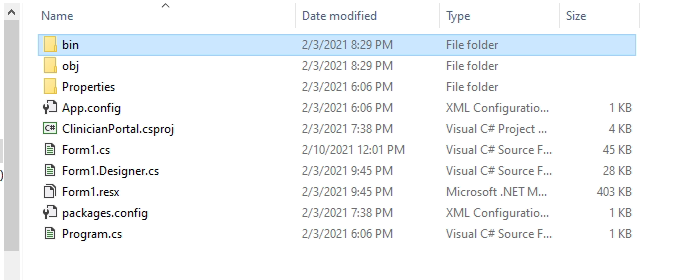 Name Date modified Type Size
bin 2/3/2021 8:29 PM File folder
obj 2/3/2021 8:29 PM File folder
Properties 2/3/2021 6:06 PM File folder
App.config 2/3/2021 6:06 PM XML Configuratio... 1 KB
C# ClinicianPortal.csproj 2/3/2021 7:38 PM Visual C# Project ... 4 KB
Form1.cs 2/10/2021 12:01 PM Visual C# Source F... 45 KB
Form1.Designer.cs 2/3/2021 9:45 PM Visual C# Source F... 28 KB
Form1.resx 2/3/2021 9:45 PM Microsoft .NET M... 403 KB
packages.config 2/3/2021 7:38 PM XML Configuratio... 1 KB
Program.cs 2/3/2021 6:06 PM Visual C# Source F... 1 KB